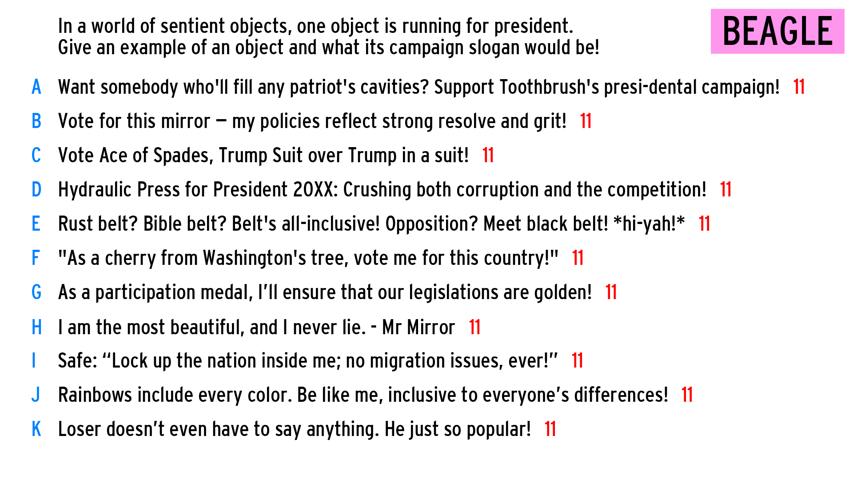 In a world of sentient objects, one object is running for president.
Give an example of an object and what its campaign slogan would be!
BEAGLE
A Want somebody who'll fill any patriot's cavities? Support Toothbrush's presi-dental campaign! 11
B Vote for this mirror – my policies reflect strong resolve and grit! 11
C Vote Ace of Spades, Trump Suit over Trump in a suit! 11
D Hydraulic Press for President 20XX: Crushing both corruption and the competition! 11
E Rust belt? Bible belt? Belt's all-inclusive! Opposition? Meet black belt! *hi-yah!* 11
F "As a cherry from Washington's tree, vote me for this country!" 11
G As a participation medal, I’ll ensure that our legislations are golden! 11
H I am the most beautiful, and I never lie. - Mr Mirror 11
I Safe: “Lock up the nation inside me; no migration issues, ever!” 11
J Rainbows include every color. Be like me, inclusive to everyone’s differences! 11
K Loser doesn’t even have to say anything. He just so popular! 11